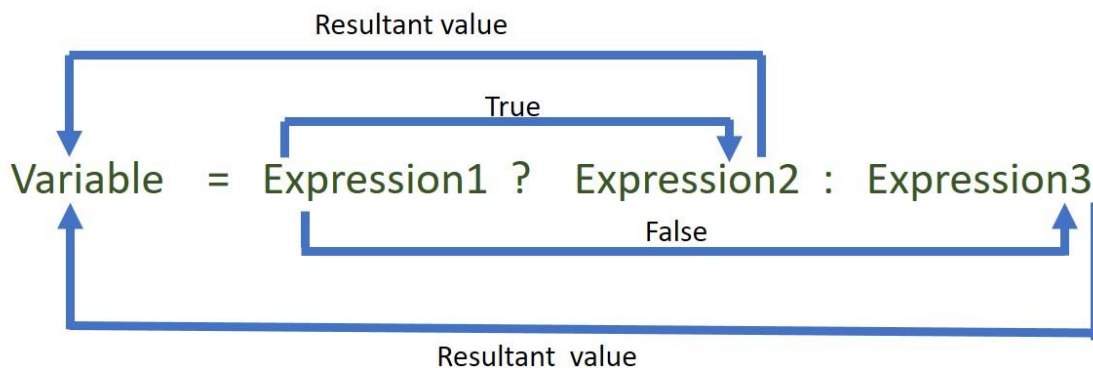 Resultant value
True
Variable = Expression1 ? Expression2 : Expression3
False
Resultant value